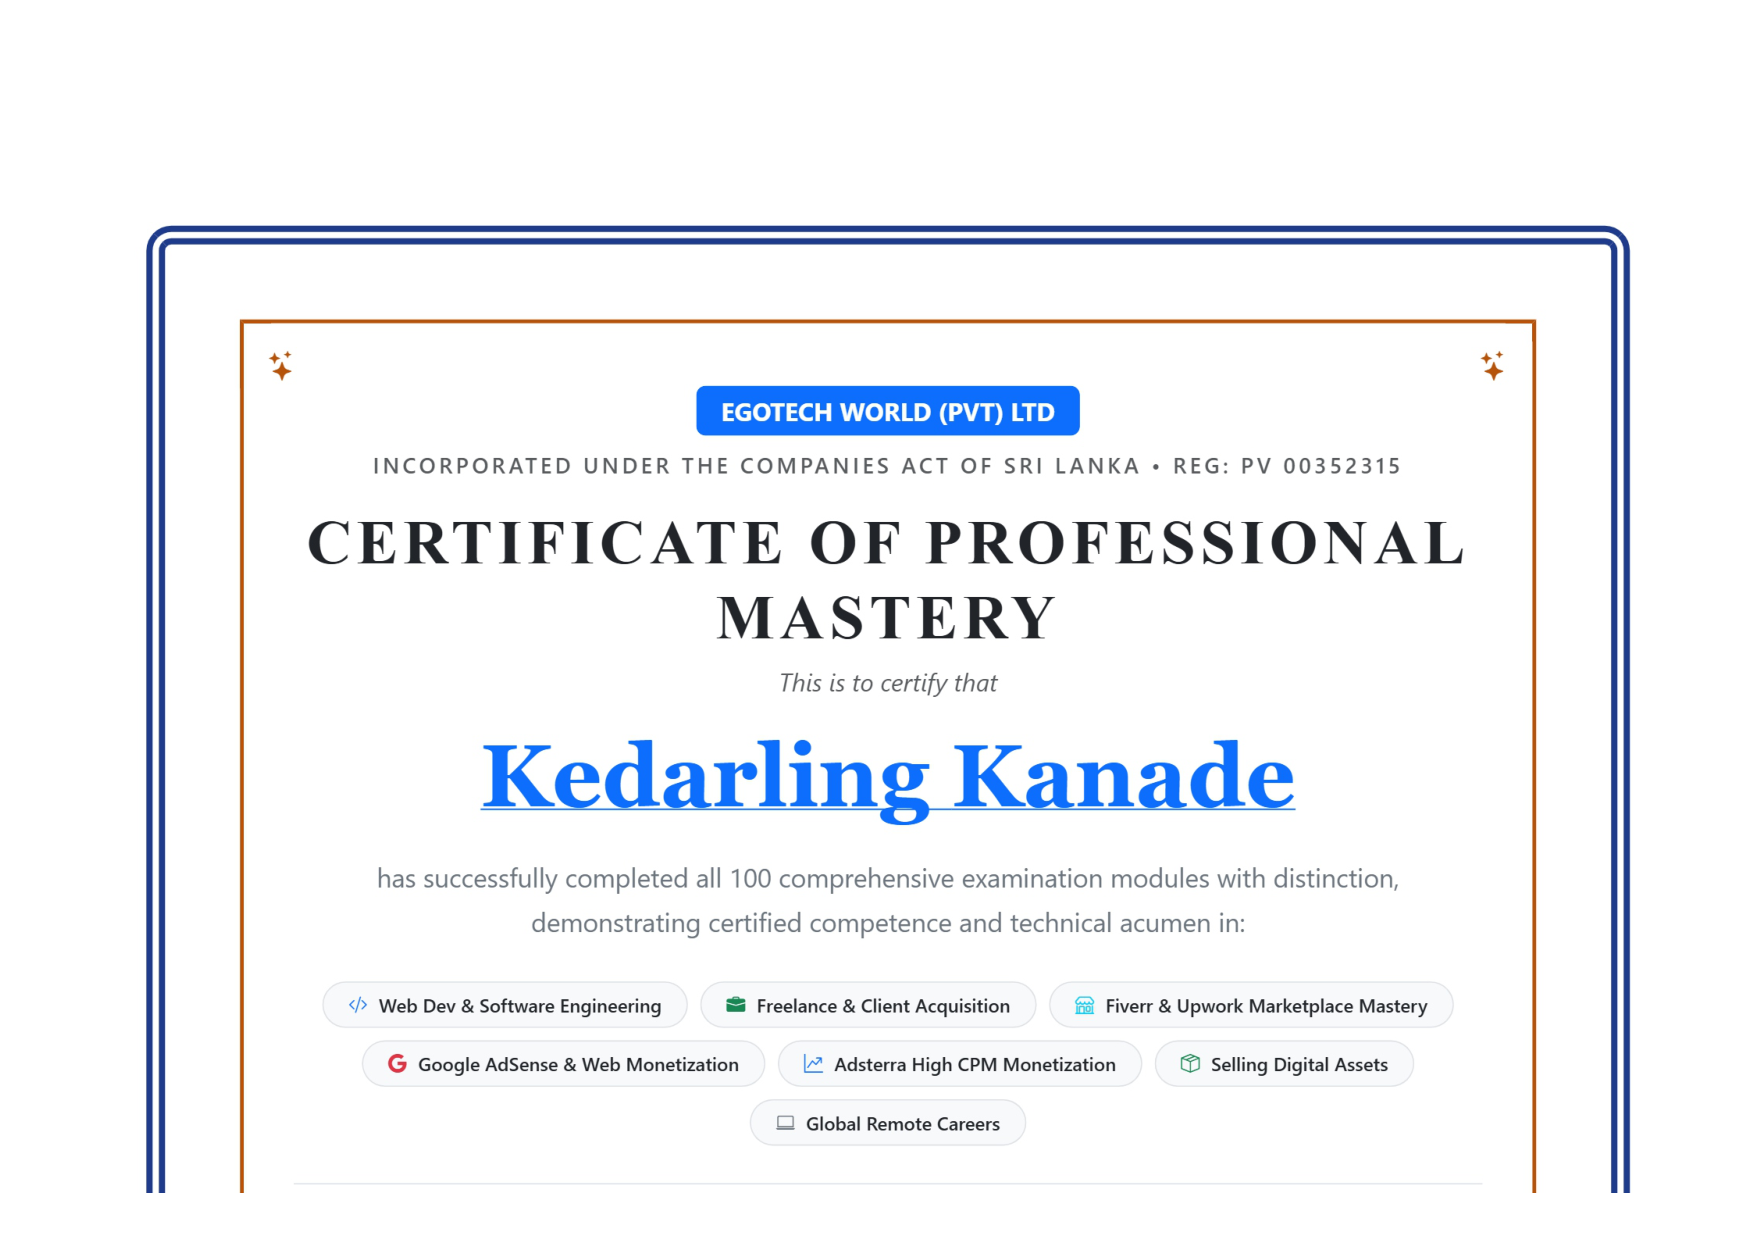 EGOTECH WORLD (PVT) LTD
INCORPORATED UNDER THE COMPANIES ACT OF SRI LANKA • REG: PV 00352315
CERTIFICATE OF PROFESSIONAL
MASTERY
This is to certify that
Kedarling Kanade
has successfully completed all 100 comprehensive examination modules with distinction,
demonstrating certified competence and technical acumen in:
Web Dev & Software Engineering
Freelance & Client Acquisition
Fiverr & Upwork Marketplace Mastery
Google AdSense & Web Monetization
Adsterra High CPM Monetization
Selling Digital Assets
Global Remote Careers